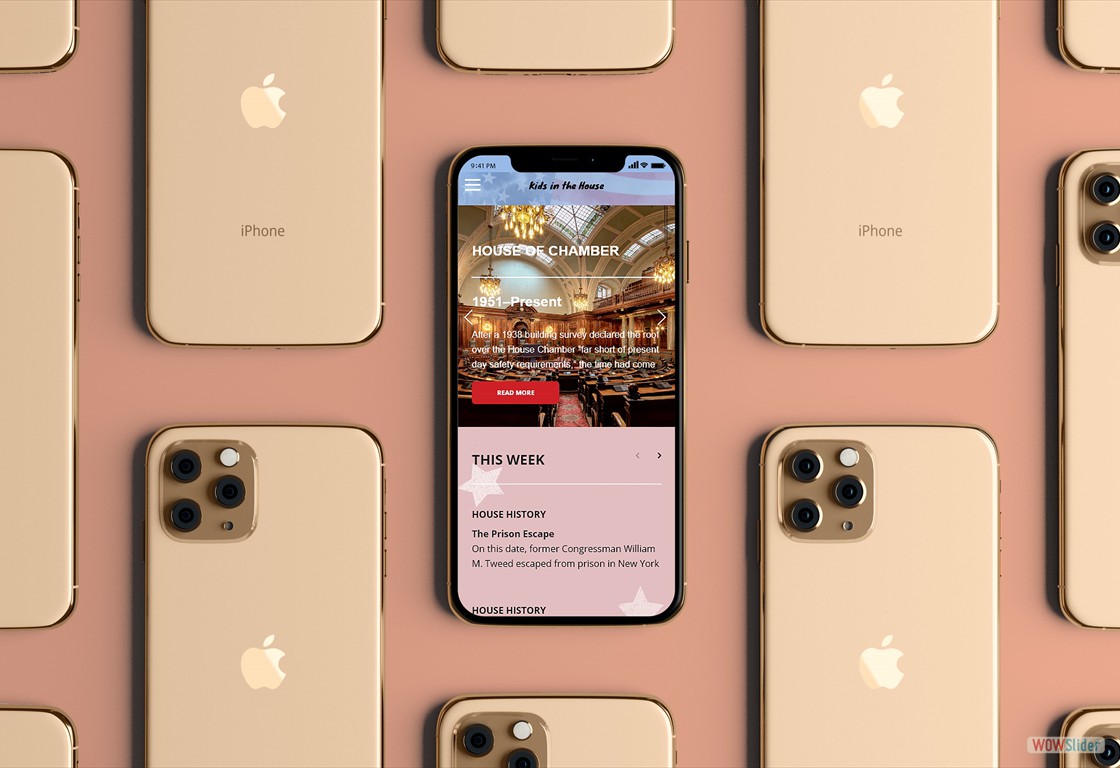 iPhone
iPhone
9:41 PM
Kids in the House
HOUSE OF CHAMBER
1951–Present
After a 1938 building survey declared the roof
over the House Chamber "far short of present
day safety requirements," the time had come
READ MORE
THIS WEEK
HOUSE HISTORY
The Prison Escape
On this date, former Congressman William
M. Tweed escaped from prison in New York
HOUSE HISTORY
WOWSlider